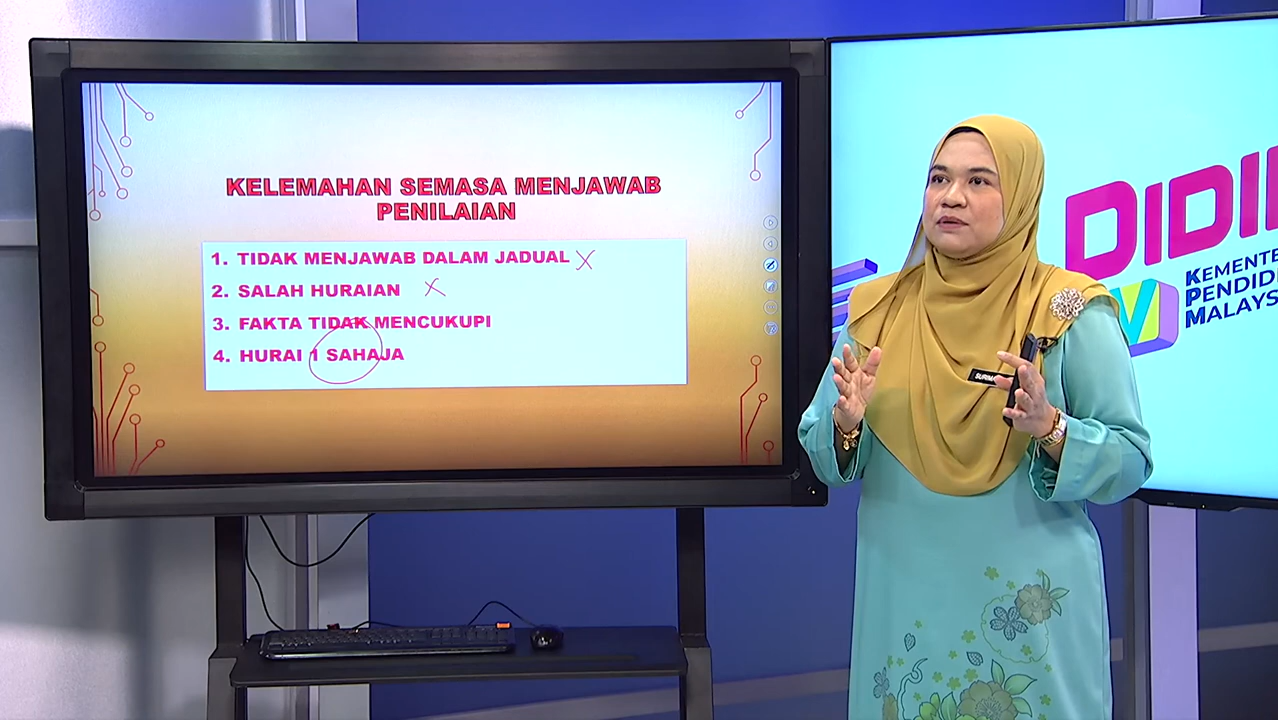 KELEMAHAN SEMASA MENJAWAB
PENILAIAN
1. TIDAK MENJAWAB DALAM JADUAL X
2. SALAH HURAIAN X
3. FAKTA TIDAK MENCUKUPI
4. HURAI 1 SAHAJA
DIDI
TV
KEMENTE
PENDIDI
MALAYS